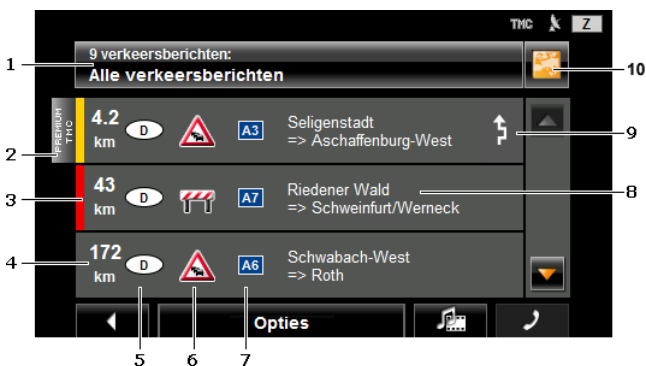 TMC Z
9 verkeersberichten:
Alle verkeersberichten
1
10
PREMIUM
TMC
4.2
km
D
A3
Seligenstadt
=> Aschaffenburg-West
9
2
43
km
D
A7
Riedener Wald
=> Schweinfurt/Werneck
3
8
172
km
D
A6
Schwabach-West
=> Roth
4
Opties
5 6 7